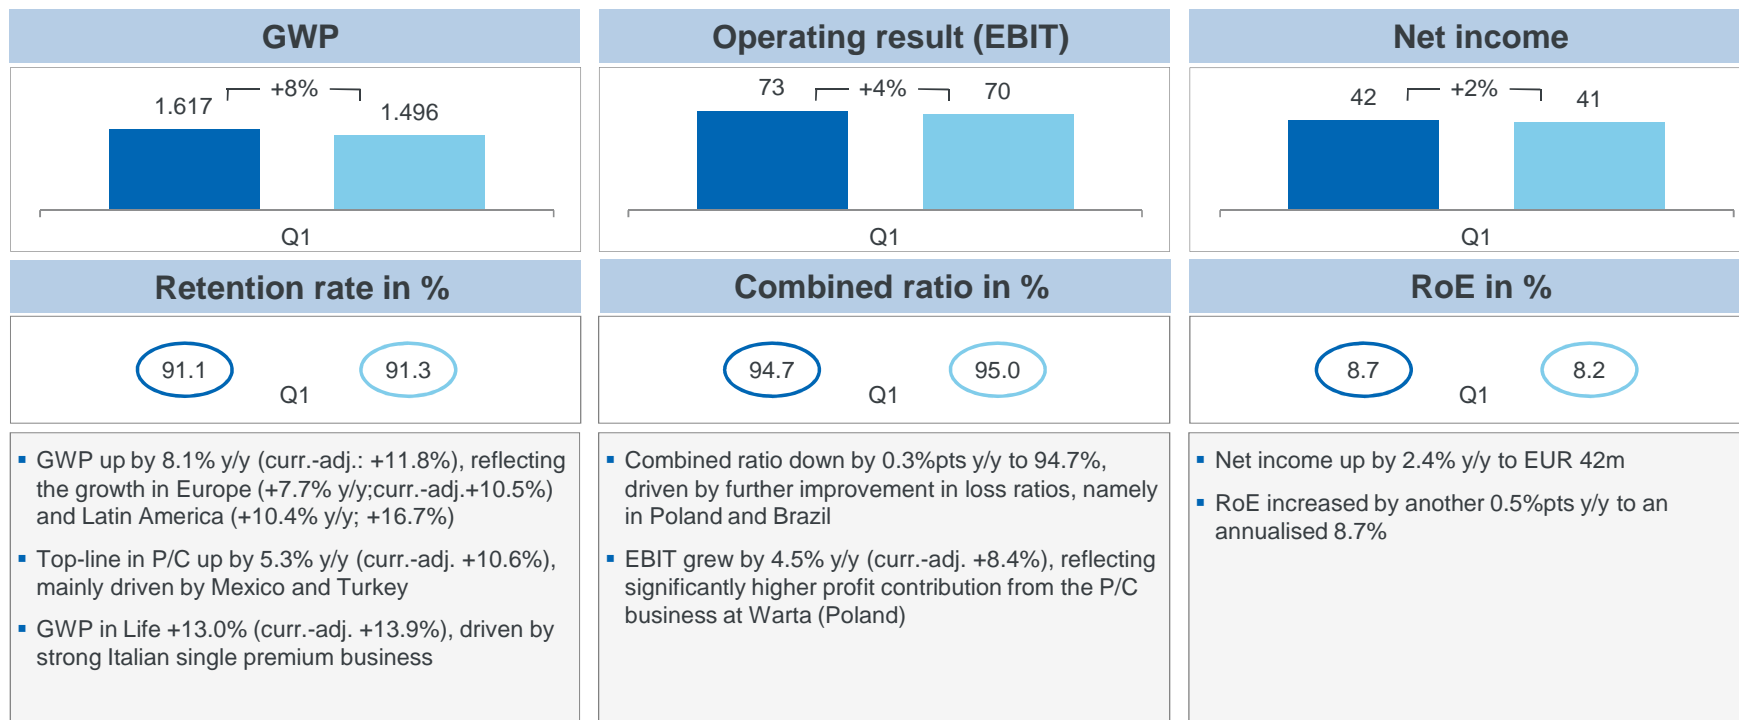 GWP
1.617
+8%
1.496
Q1
Operating result (EBIT)
73
+4%
70
Q1
Net income
42
+2%
41
Q1
Retention rate in %
91.1
91.3
Q1
Combined ratio in %
94.7
95.0
Q1
RoE in %
8.7
8.2
Q1
▪ GWP up by 8.1% y/y (curr.-adj.: +11.8%), reflecting
the growth in Europe (+7.7% y/y;curr.-adj.+10.5%)
and Latin America (+10.4% y/y; +16.7%)
▪ Top-line in P/C up by 5.3% y/y (curr.-adj. +10.6%),
mainly driven by Mexico and Turkey
▪ GWP in Life +13.0% (curr.-adj. +13.9%), driven by
strong Italian single premium business
▪ Combined ratio down by 0.3%pts y/y to 94.7%,
driven by further improvement in loss ratios, namely
in Poland and Brazil
▪ EBIT grew by 4.5% y/y (curr.-adj. +8.4%), reflecting
significantly higher profit contribution from the P/C
business at Warta (Poland)
▪ Net income up by 2.4% y/y to EUR 42m
▪ RoE increased by another 0.5%pts y/y to an
annualised 8.7%